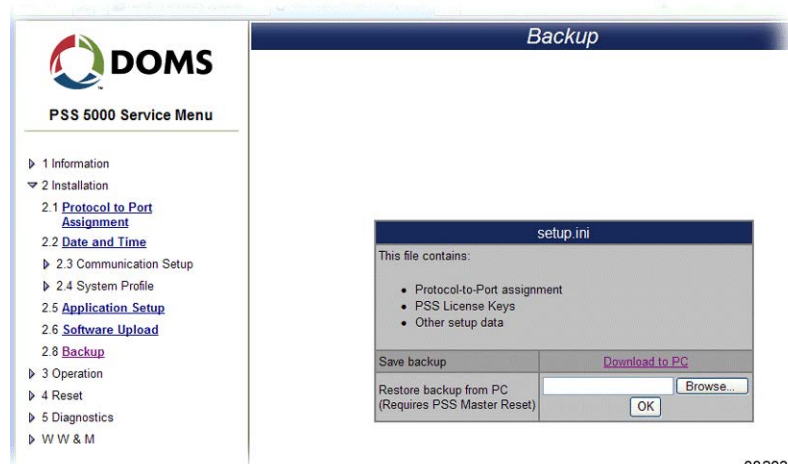 Backup
DOMS
PSS 5000 Service Menu
1 Information
2 Installation
2.1 Protocol to Port
Assignment
2.2 Date and Time
2.3 Communication Setup
2.4 System Profile
2.5 Application Setup
2.6 Software Upload
2.8 Backup
3 Operation
4 Reset
5 Diagnostics
W W & M
setup.ini
This file contains:
• Protocol-to-Port assignment
• PSS License Keys
• Other setup data
Save backup Download to PC
Restore backup from PC
(Requires PSS Master Reset)
Browse...
OK